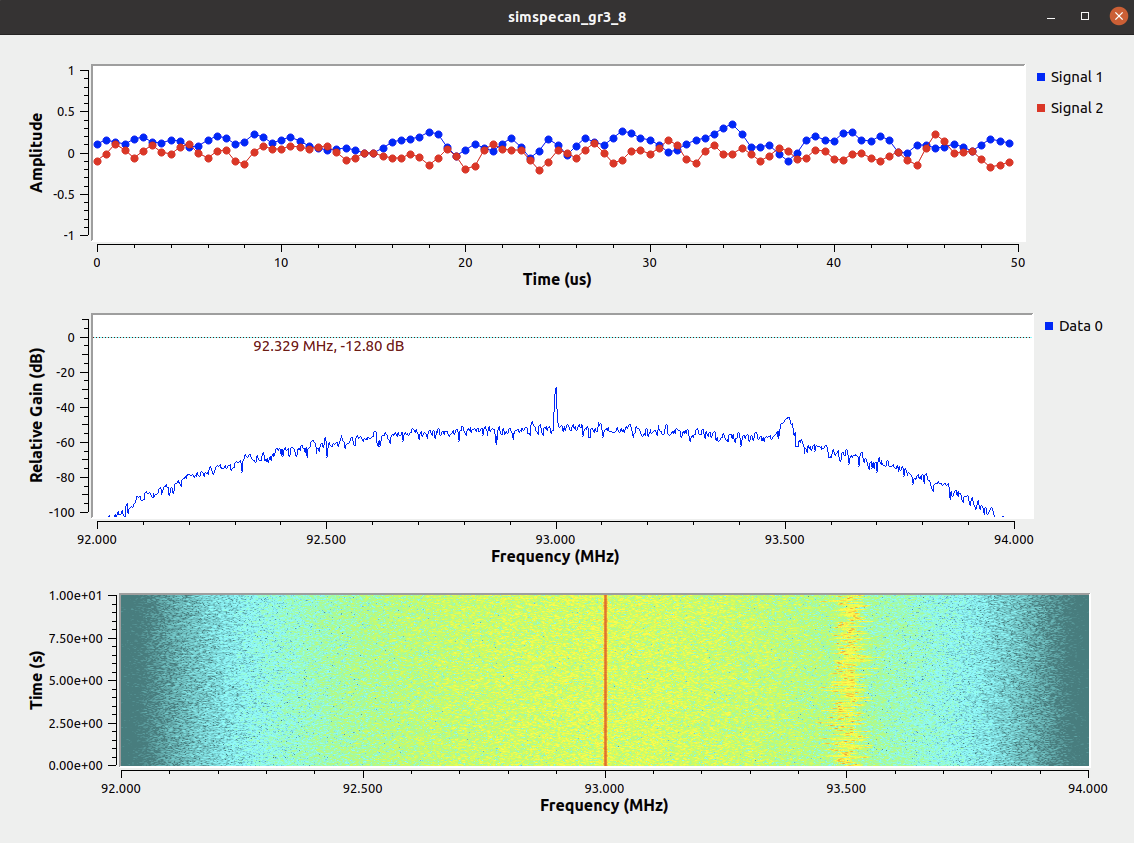 simspecan_gr3_8
1
0.5
0
-0.5
-1
Amplitude
0
10
20
30
40
50
Time (us)
Signal 1
Signal 2
0
-20
-40
-60
-80
-100
Relative Gain (dB)
92.329 MHz, -12.80 dB
92.000
92.500
93.000
93.500
94.000
Frequency (MHz)
Data 0
1.00e+01
7.50e+00
5.00e+00
2.50e+00
0.00e+00
Time (s)
92.000
92.500
93.000
93.500
94.000
Frequency (MHz)